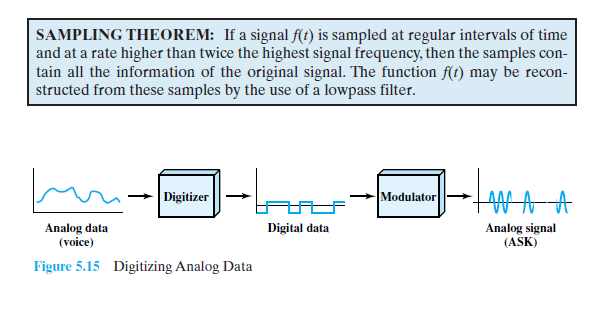 SAMPLING THEOREM: If a signal f(t) is sampled at regular intervals of time
and at a rate higher than twice the highest signal frequency, then the samples con-
tain all the information of the original signal. The function f(t) may be recon-
structed from these samples by the use of a lowpass filter.
Digitizer
Modulator
Analog data
(voice)
Digital data
Analog signal
(ASK)
Figure 5.15 Digitizing Analog Data